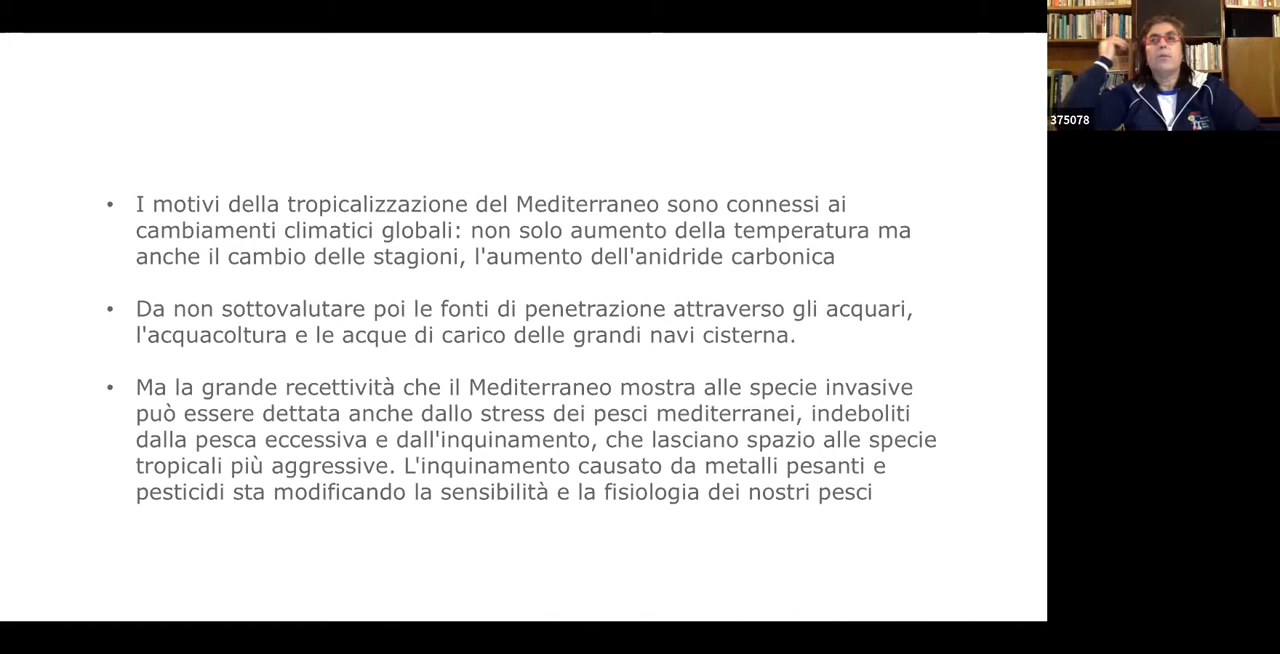 • I motivi della tropicalizzazione del Mediterraneo sono connessi ai
cambiamenti climatici globali: non solo aumento della temperatura ma
anche il cambio delle stagioni, l'aumento dell'anidride carbonica
• Da non sottovalutare poi le fonti di penetrazione attraverso gli acquari,
l'acquacoltura e le acque di carico delle grandi navi cisterna.
• Ma la grande recettività che il Mediterraneo mostra alle specie invasive
può essere dettata anche dallo stress dei pesci mediterranei, indeboliti
dalla pesca eccessiva e dall'inquinamento, che lasciano spazio alle specie
tropicali più aggressive. L'inquinamento causato da metalli pesanti e
pesticidi sta modificando la sensibilità e la fisiologia dei nostri pesci
375078